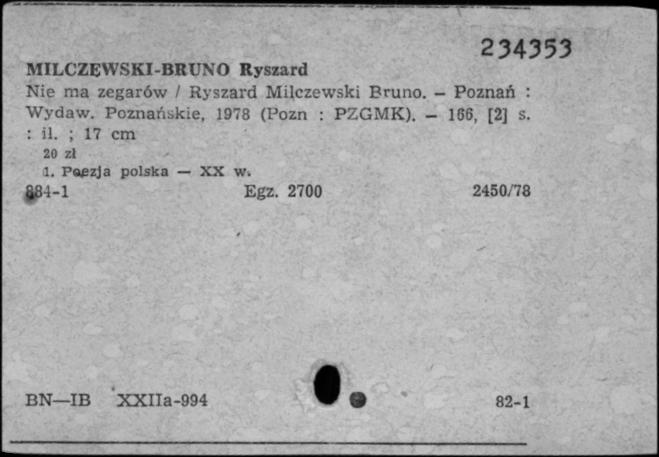 234353
MILCZEWSKI-BRUNO Ryszard
Nie ma zegarów / Ryszard Milczewski Bruno. — Poznań :
Wydaw. Poznańskie, 1978 (Pozn : PZGMK). — 166, [2] s.
: il. ; 17 cm
20 zł
1. Poezja polska — XX w.
884-1 Egz. 2700 2450/78
BN—IB XXIIa-994 82-1